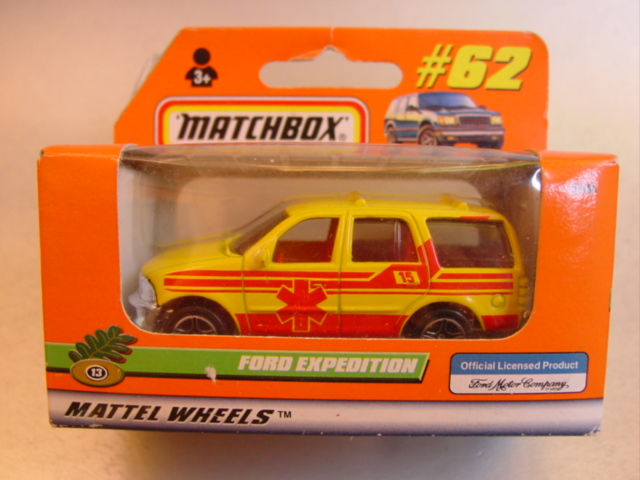 #62
3+
MATCHBOX
15
FORD EXPEDITION
13
Official Licensed Product
Ford Motor Company
MATTEL WHEELS™